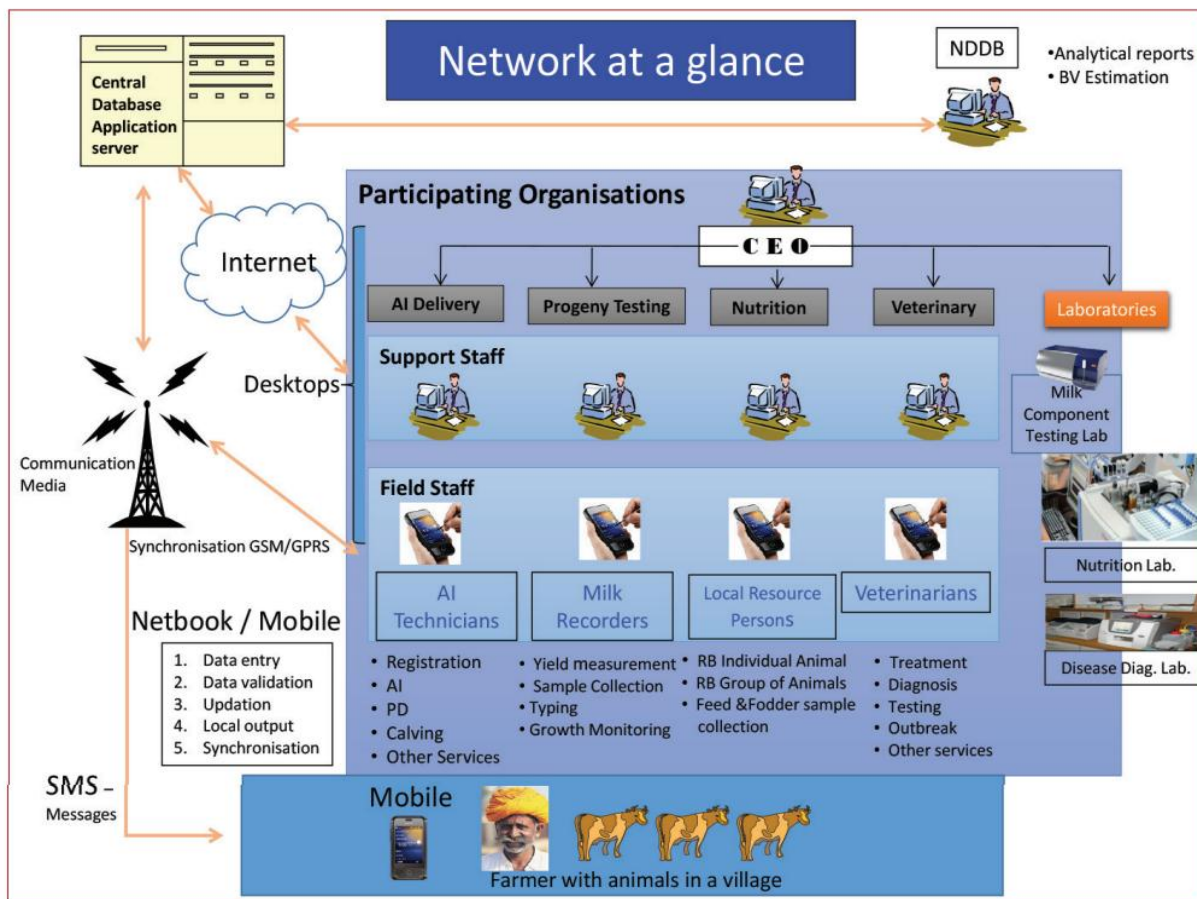 Network at a glance
Central
Database
Application
server
NDDB
•Analytical reports
• BV Estimation
Internet
Participating Organisations
CEO
AI Delivery
Progeny Testing
Nutrition
Veterinary
Laboratories
Desktops
Support Staff
Milk
Component
Testing Lab
Communication
Media
Synchronisation GSM/GPRS
Field Staff
AI
Technicians
Milk
Recorders
Local Resource
Persons
Veterinarians
Nutrition Lab.
Disease Diag. Lab.
Netbook / Mobile
1. Data entry
2. Data validation
3. Updation
4. Local output
5. Synchronisation
• Registration
• AI
• PD
• Calving
• Other Services
• Yield measurement
• Sample Collection
• Typing
• Growth Monitoring
• RB Individual Animal
• RB Group of Animals
• Feed &Fodder sample
collection
• Treatment
• Diagnosis
• Testing
• Outbreak
• Other services
SMS –
Messages
Mobile
Farmer with animals in a village